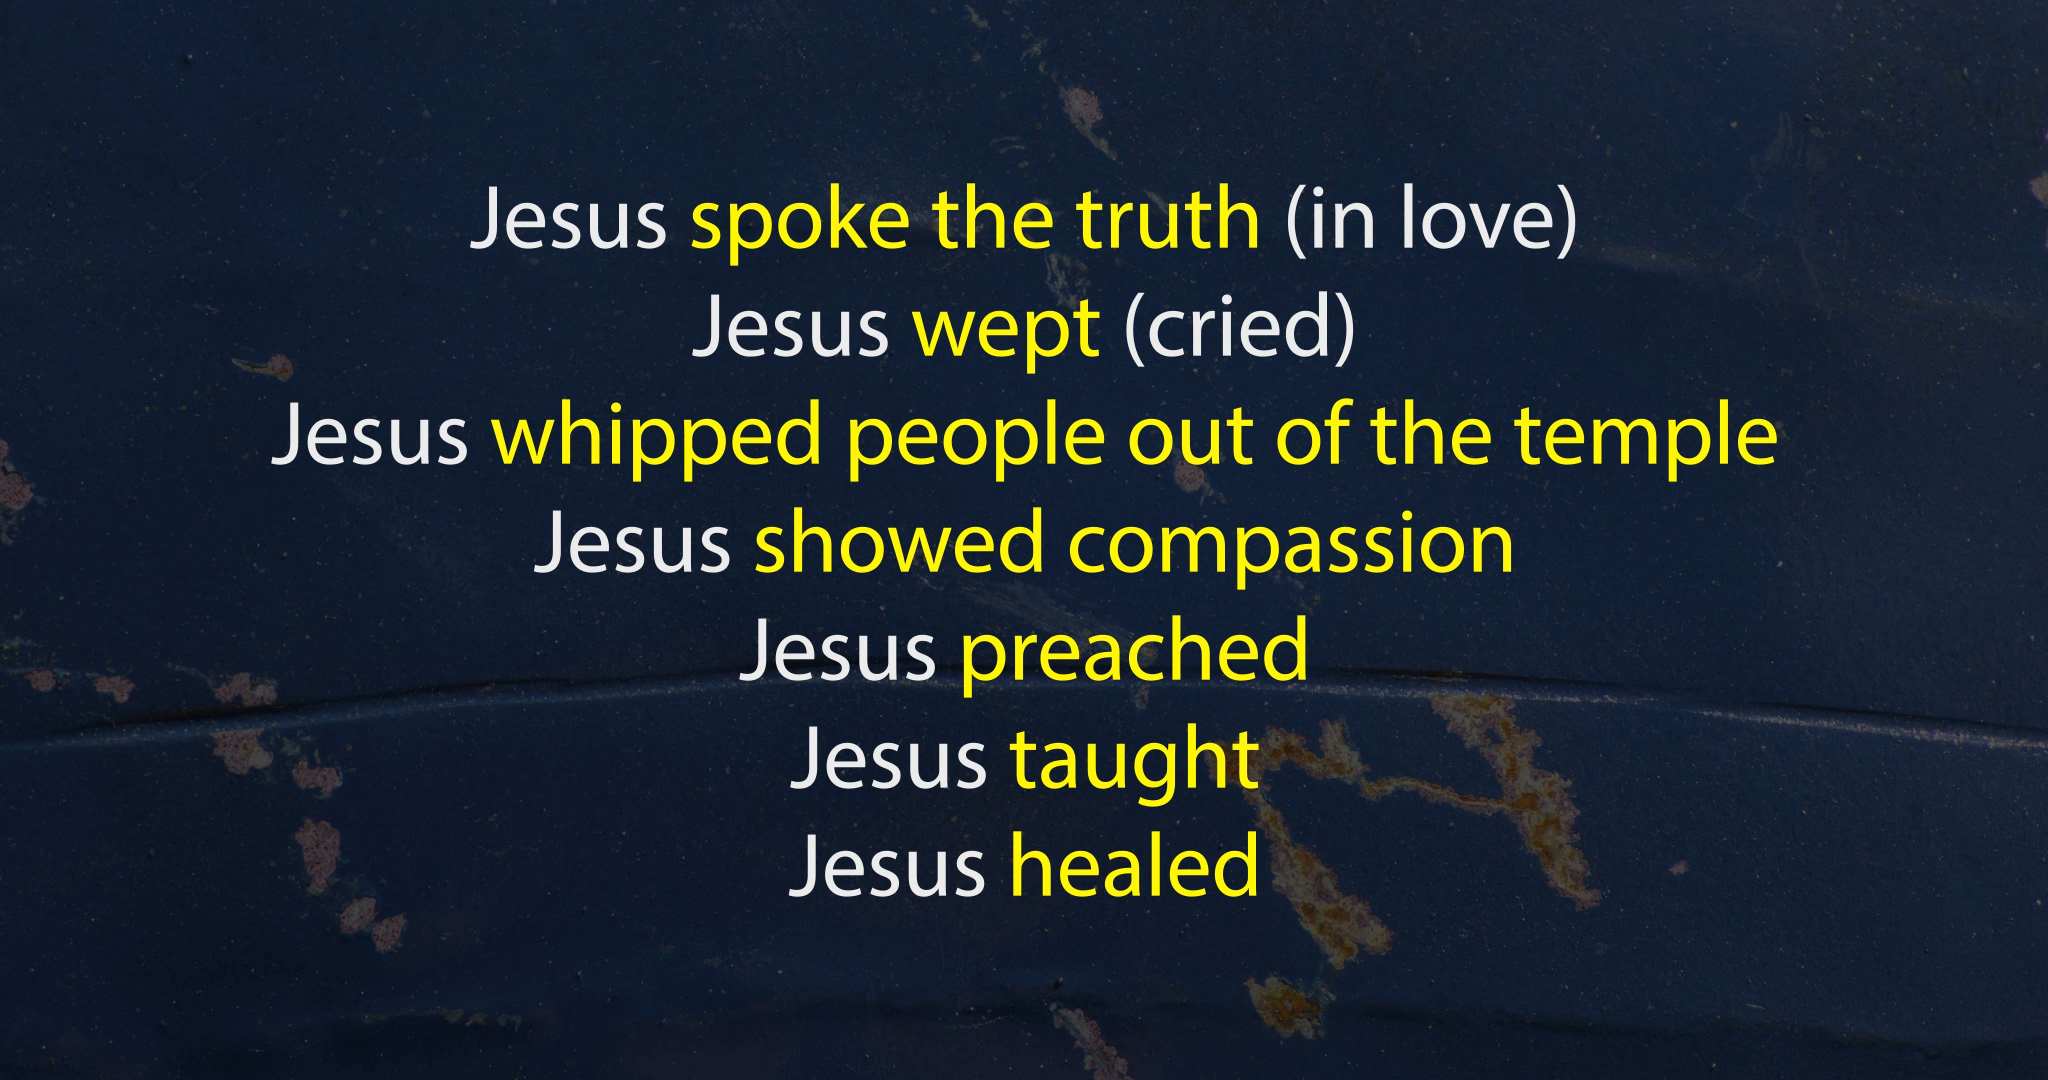 Jesus spoke the truth (in love)
Jesus wept (cried)
Jesus whipped people out of the temple
Jesus showed compassion
Jesus preached
Jesus taught
Jesus healed